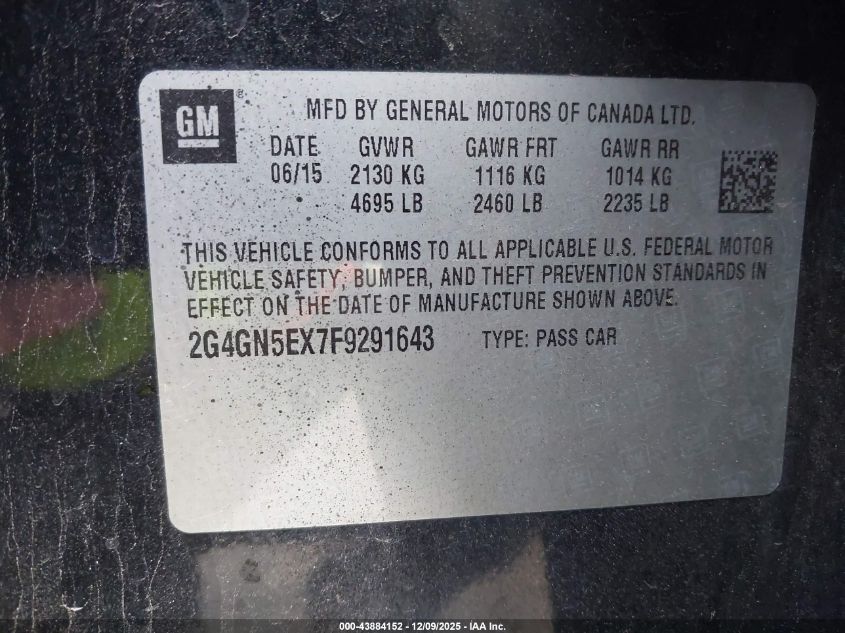 GM ® MFD BY GENERAL MOTORS OF CANADA LTD.
DATE GVWR GAWR FRT GAWR RR
06/15 2130 KG 1116 KG 1014 KG
4695 LB 2460 LB 2235 LB
THIS VEHICLE CONFORMS TO ALL APPLICABLE U.S. FEDERAL MOTOR
VEHICLE SAFETY, BUMPER, AND THEFT PREVENTION STANDARDS IN
EFFECT ON THE DATE OF MANUFACTURE SHOWN ABOVE.
2G4GN5EX7F9291643 TYPE: PASS CAR
000-43884152 - 12/09/2025 - IAA Inc.